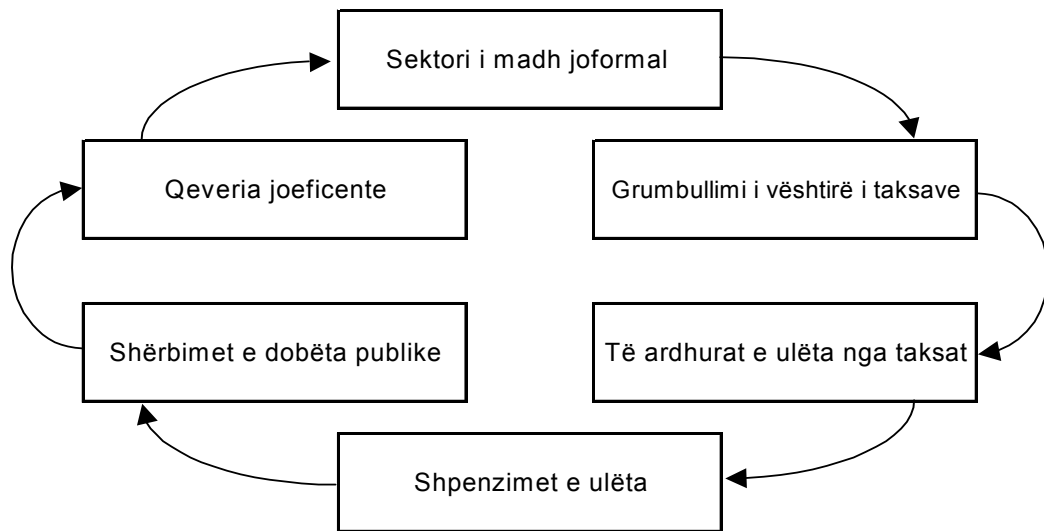 Sektori i madh joformal
Qeveria joeficente
Grumbullimi i vështirë i taksave
Shërbimet e dobëta publike
Të ardhurat e ulëta nga taksat
Shpenzimet e ulëta